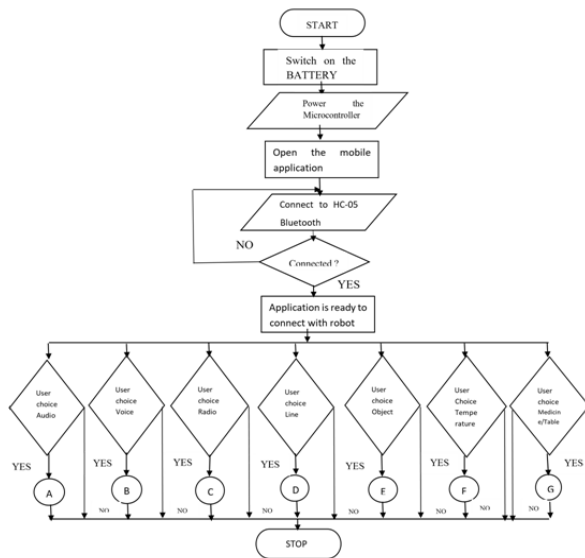 START
Switch on the
BATTERY
Power the
Microcontroller
Open the mobile
application
Connect to HC-05
Bluetooth
NO
Connected ?
YES
Application is ready to
connect with robot
User
choice
Audio
User
choice
Voice
User
choice
Radio
User
choice
Line
User
choice
Object
User
Choice
Tempe
rature
User
choice
Medicin
e/Table
YES
YES
YES
YES
YES
YES
YES
A
B
C
D
E
F
G
NO
NO
NO
NO
NO
NO
NO
STOP